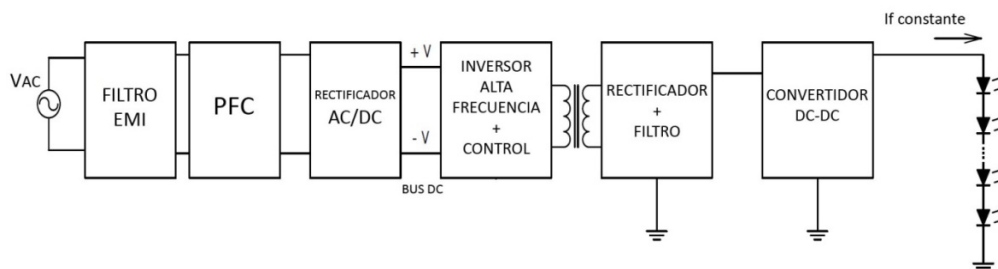 If constante
VAC
FILTRO
EMI
PFC
RECTIFICADOR
AC/DC
+ V
- V
BUS DC
INVERSOR
ALTA
FRECUENCIA
+
CONTROL
RECTIFICADOR
+
FILTRO
CONVERTIDOR
DC-DC